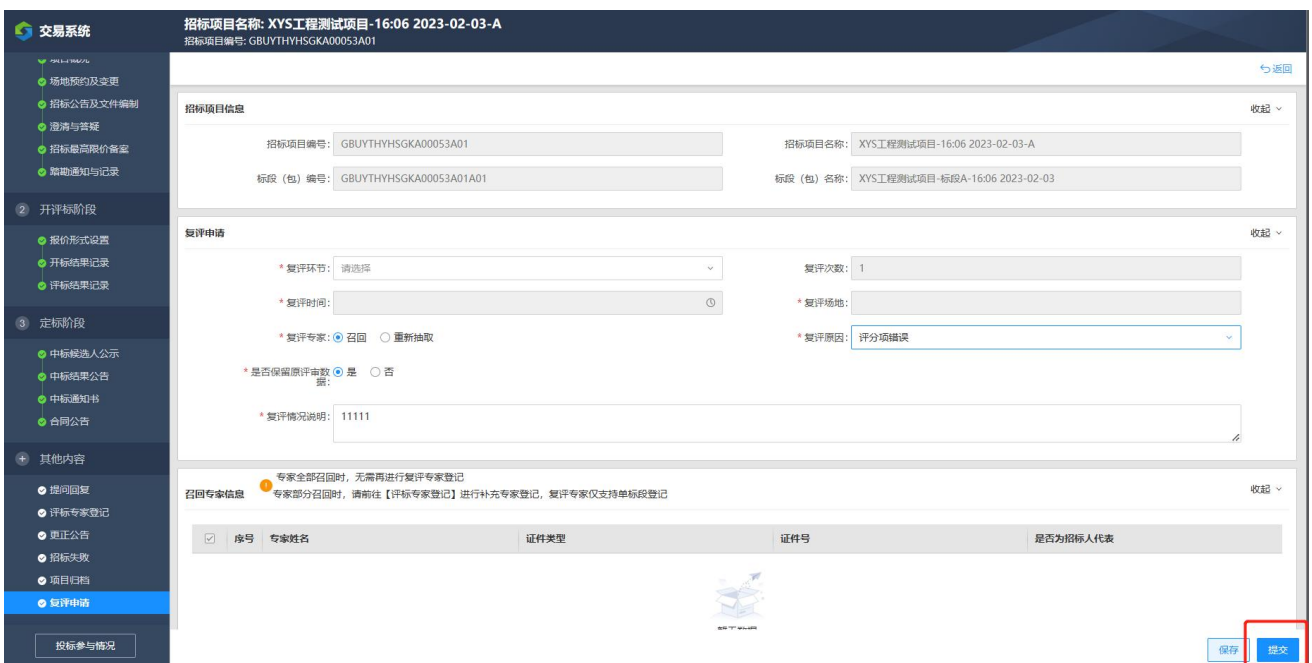 交易系统
招标项目名称: XYS工程测试项目-16:06 2023-02-03-A
招标项目编号: GBUYTHYHSGKA00053A01
场地预约及变更
招标公告及文件编制
澄清与答疑
招标最高限价备案
踏勘通知与记录
2 开评标阶段
报价形式设置
开标结果记录
评标结果记录
3 定标阶段
中标候选人公示
中标结果公告
中标通知书
合同公告
其他内容
提问回复
评标专家登记
更正公告
招标失败
项目归档
复评申请
投标参与情况
返回
招标项目信息
收起
招标项目编号: GBUYTHYHSGKA00053A01
招标项目名称: XYS工程测试项目-16:06 2023-02-03-A
标段（包）编号: GBUYTHYHSGKA00053A01A01
标段（包）名称: XYS工程测试项目-标段A-16:06 2023-02-03
复评申请
收起
* 复评环节: 请选择
复评次数: 1
* 复评时间:
* 复评场地:
* 复评专家: 召回 重新抽取
* 复评原因: 评分项错误
* 是否保留原评审数
据: 是 否
* 复评情况说明: 11111
召回专家信息
专家全部召回时，无需再进行复评专家登记
专家部分召回时，请前往【评标专家登记】进行补充专家登记，复评专家仅支持单标段登记
收起
序号 专家姓名 证件类型 证件号 是否为招标人代表
保存 提交